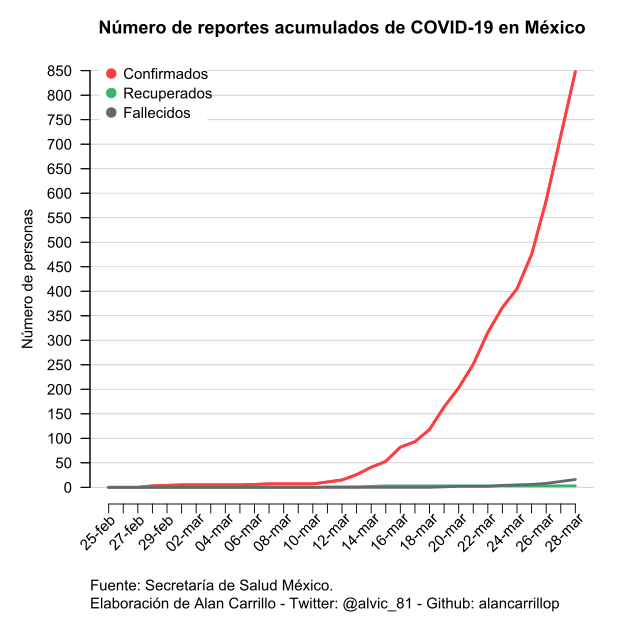 Número de reportes acumulados de COVID-19 en México
Confirmados
Recuperados
Fallecidos
Número de personas
850
800
750
700
650
600
550
500
450
400
350
300
250
200
150
100
50
0
25-feb
27-feb
29-feb
02-mar
04-mar
06-mar
08-mar
10-mar
12-mar
14-mar
16-mar
18-mar
20-mar
22-mar
24-mar
26-mar
28-mar
Fuente: Secretaría de Salud México.
Elaboración de Alan Carrillo - Twitter: @alvic_81 - Github: alancarrillop